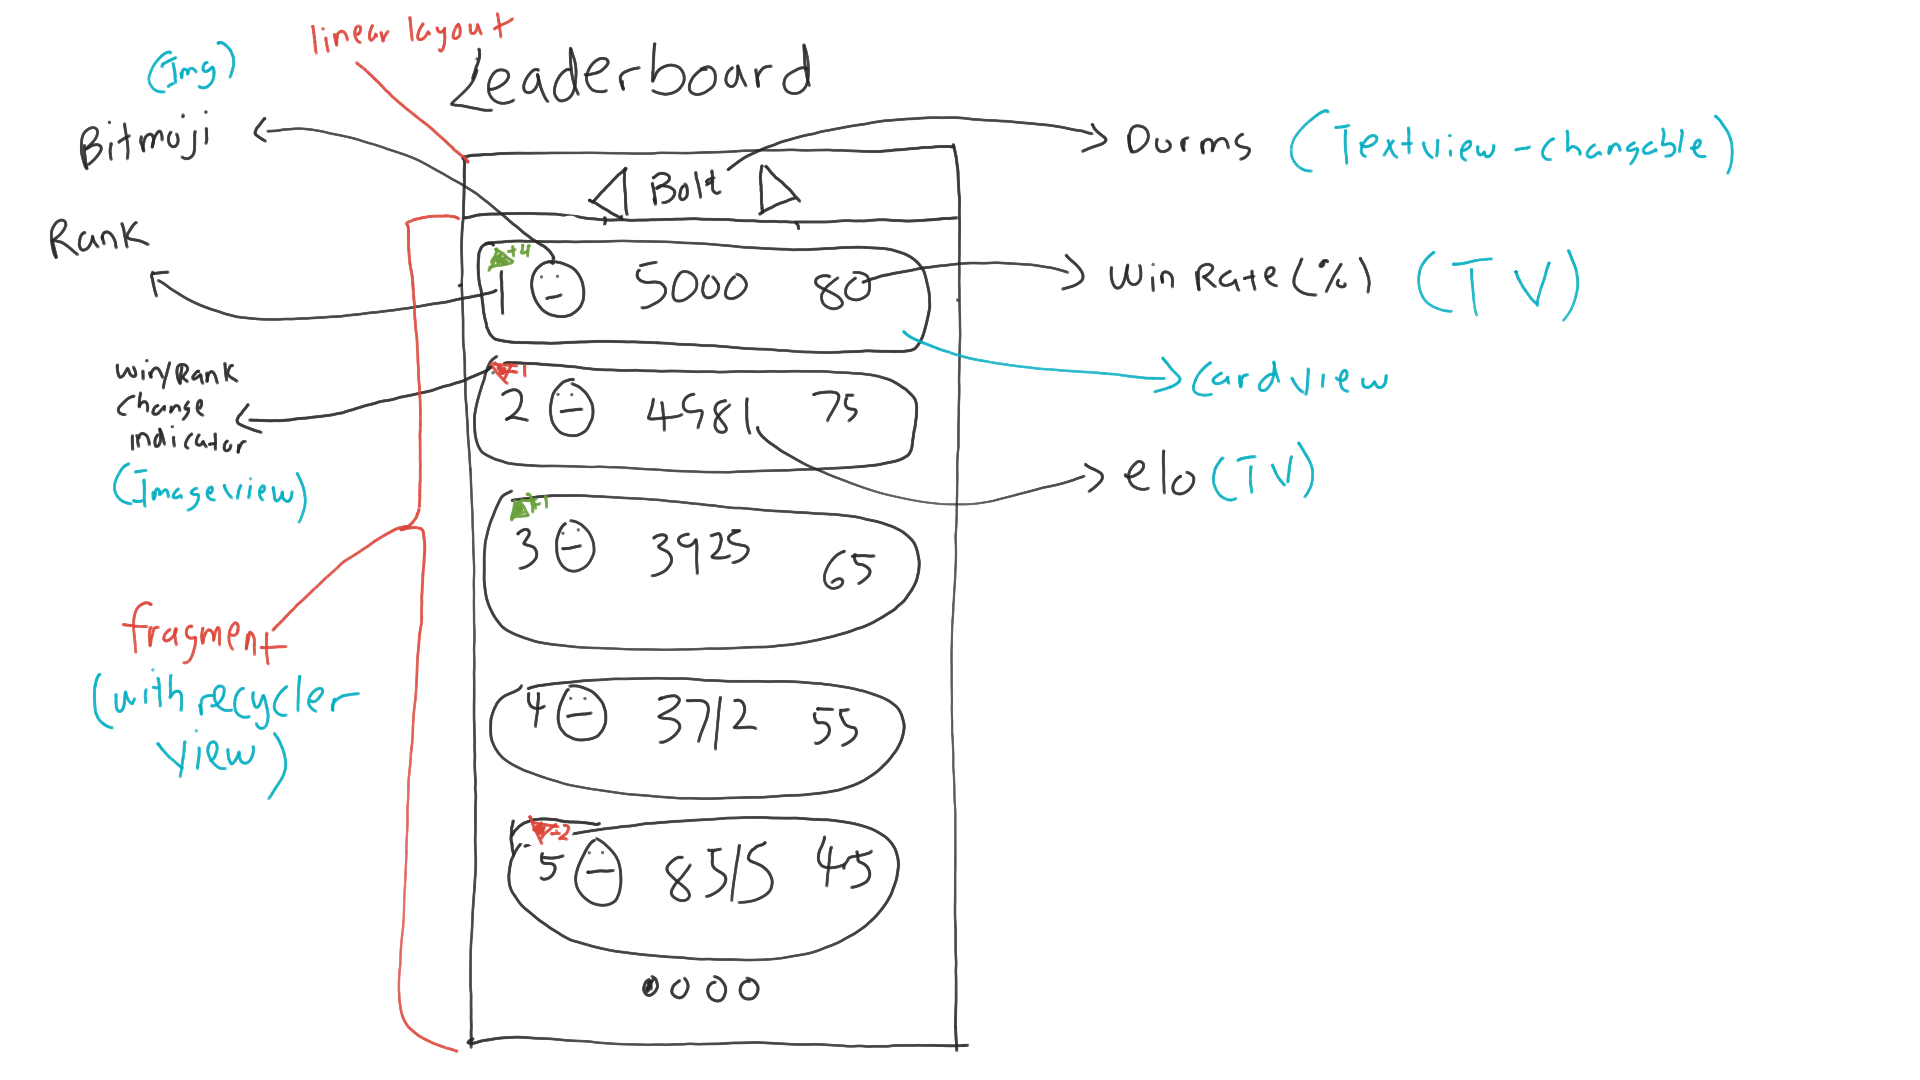 linear layout
Leaderboard
(Img)
Bitmoji
Dorms (Textview - changable)
Bolt
Rank
+4
1 5000 80
Win Rate (%) (TV)
-1
2 4981 75
Win/Rank
change
indicator
(Imageview)
Cardview
elo (TV)
+1
3 3925 65
fragment
(with recycler
view)
4 3712 55
-2
5 8515 45